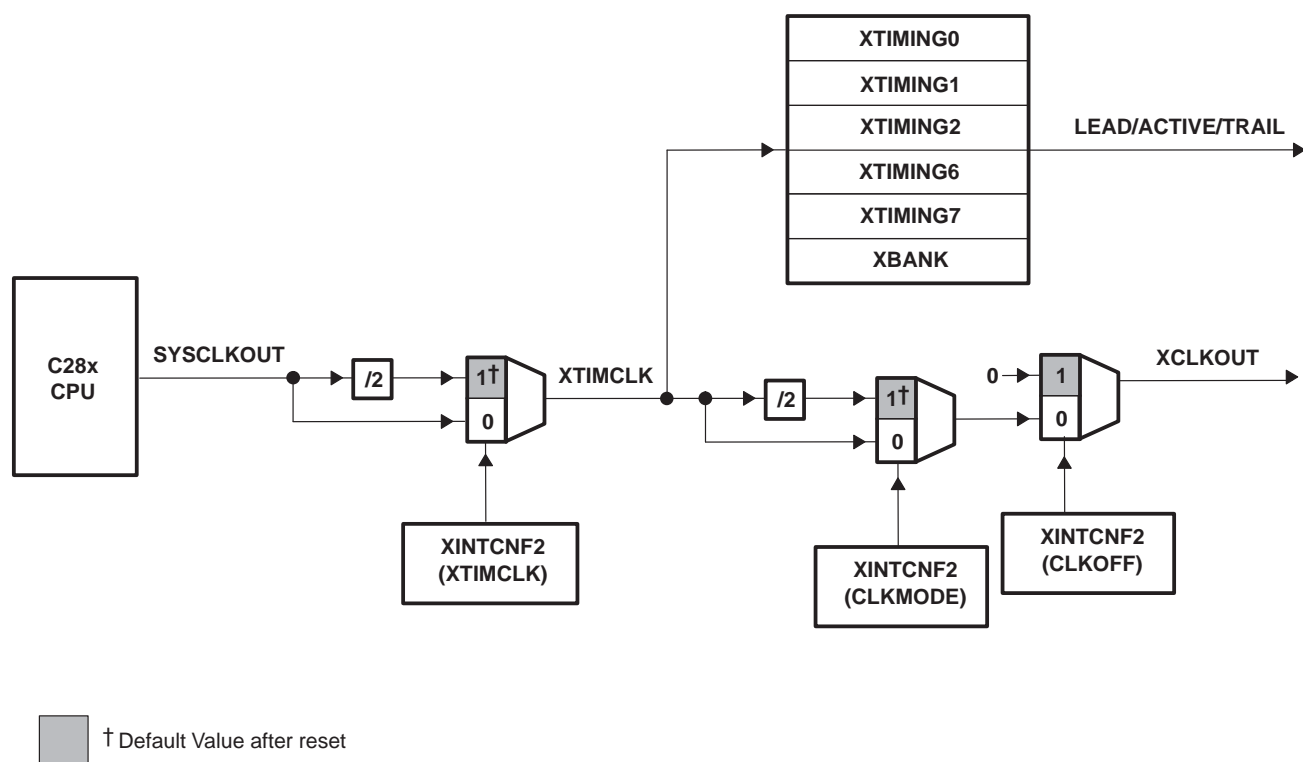 XTIMING0
XTIMING1
XTIMING2
LEAD/ACTIVE/TRAIL
XTIMING6
XTIMING7
XBANK
C28x
CPU
SYSCLKOUT
/2
1†
0
XTIMCLK
/2
1†
0
0
1
0
XCLKOUT
XINTCNF2
(XTIMCLK)
XINTCNF2
(CLKMODE)
XINTCNF2
(CLKOFF)
† Default Value after reset